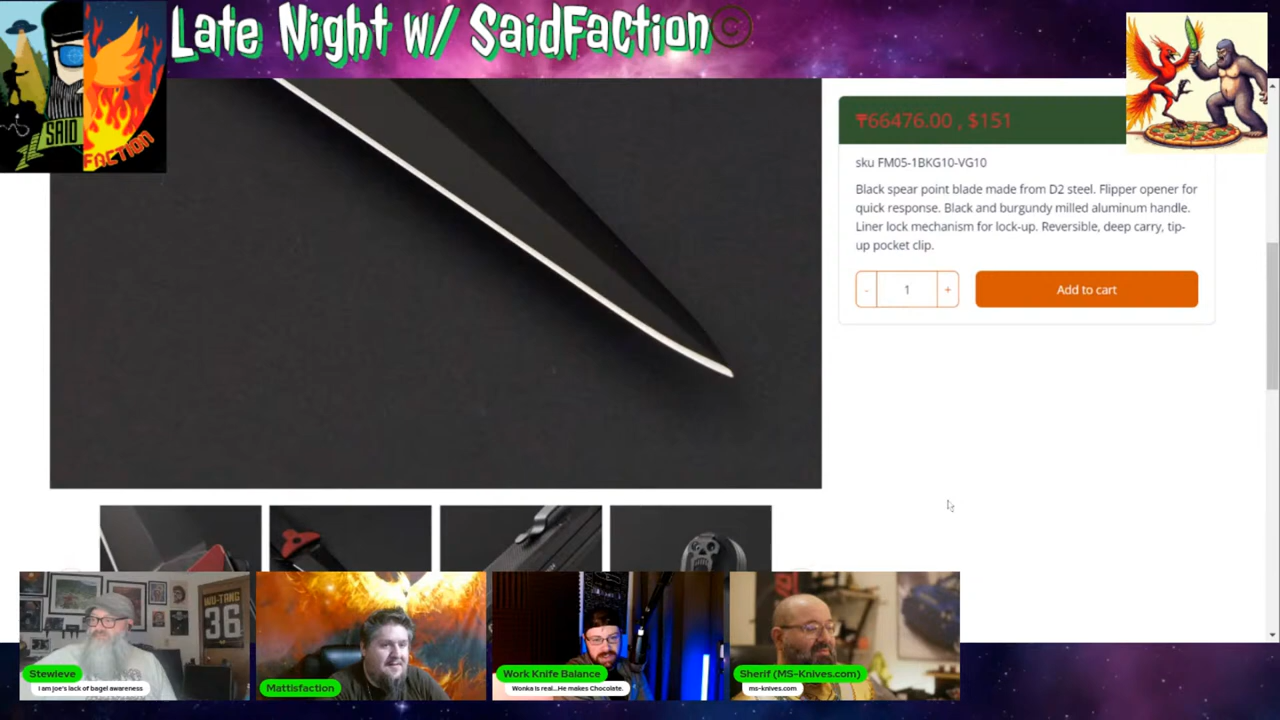 Late Night w/ SaidFaction©
SAID
FACTION
₸66476.00 , $151
sku FM05-1BKG10-VG10
Black spear point blade made from D2 steel. Flipper opener for
quick response. Black and burgundy milled aluminum handle.
Liner lock mechanism for lock-up. Reversible, deep carry, tip-
up pocket clip.
- 1 +
Add to cart
WU-TANG
36
Stewieve
I am joe's lack of bagel awareness
Mattisfaction
Work Knife Balance
Wonka is real...He makes Chocolate.
Sherif (MS-Knives.com)
ms-knives.com